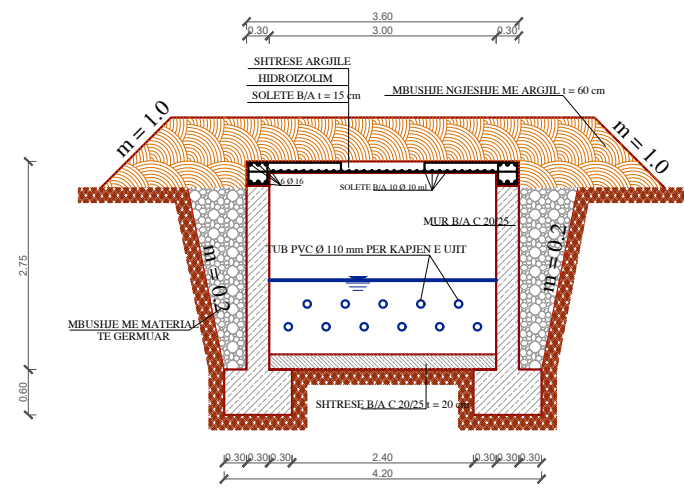 3.60
0.30 3.00 0.30
SHTRESE ARGJILE
HIDROIZOLIM
SOLETE B/A t = 15 cm
MBUSHJE NGJESHJE ME ARGJIL t = 60 cm
m = 1.0
m = 1.0
6 Ø 16
SOLETE B/A 10 Ø 10 ml
MUR B/A C 20/25
TUB PVC Ø 110 mm PER KAPJEN E UJIT
m = 0.2
m = 0.2
2.75
MBUSHJE ME MATERIAL
TE GERMUAR
0.60
SHTRESE B/A C 20/25 t = 20 cm
0.30 0.30 0.30 2.40 0.30 0.30 0.30
4.20